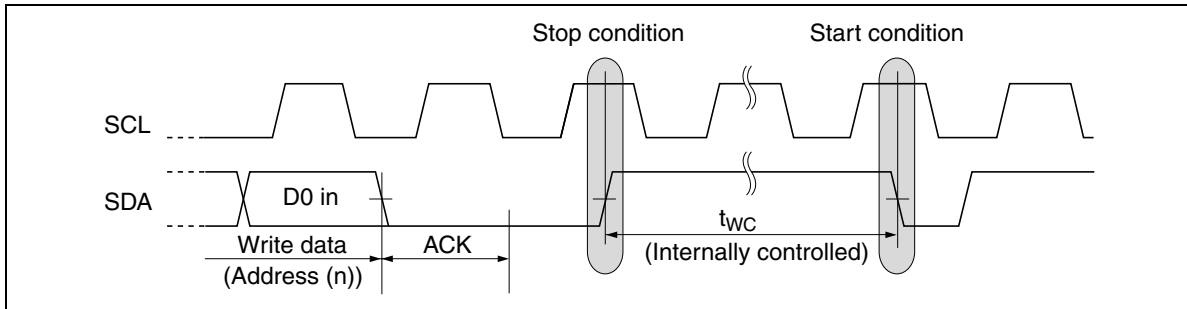 Stop condition
Start condition
SCL
SDA
D0 in
Write data
(Address (n))
ACK
tWC
(Internally controlled)